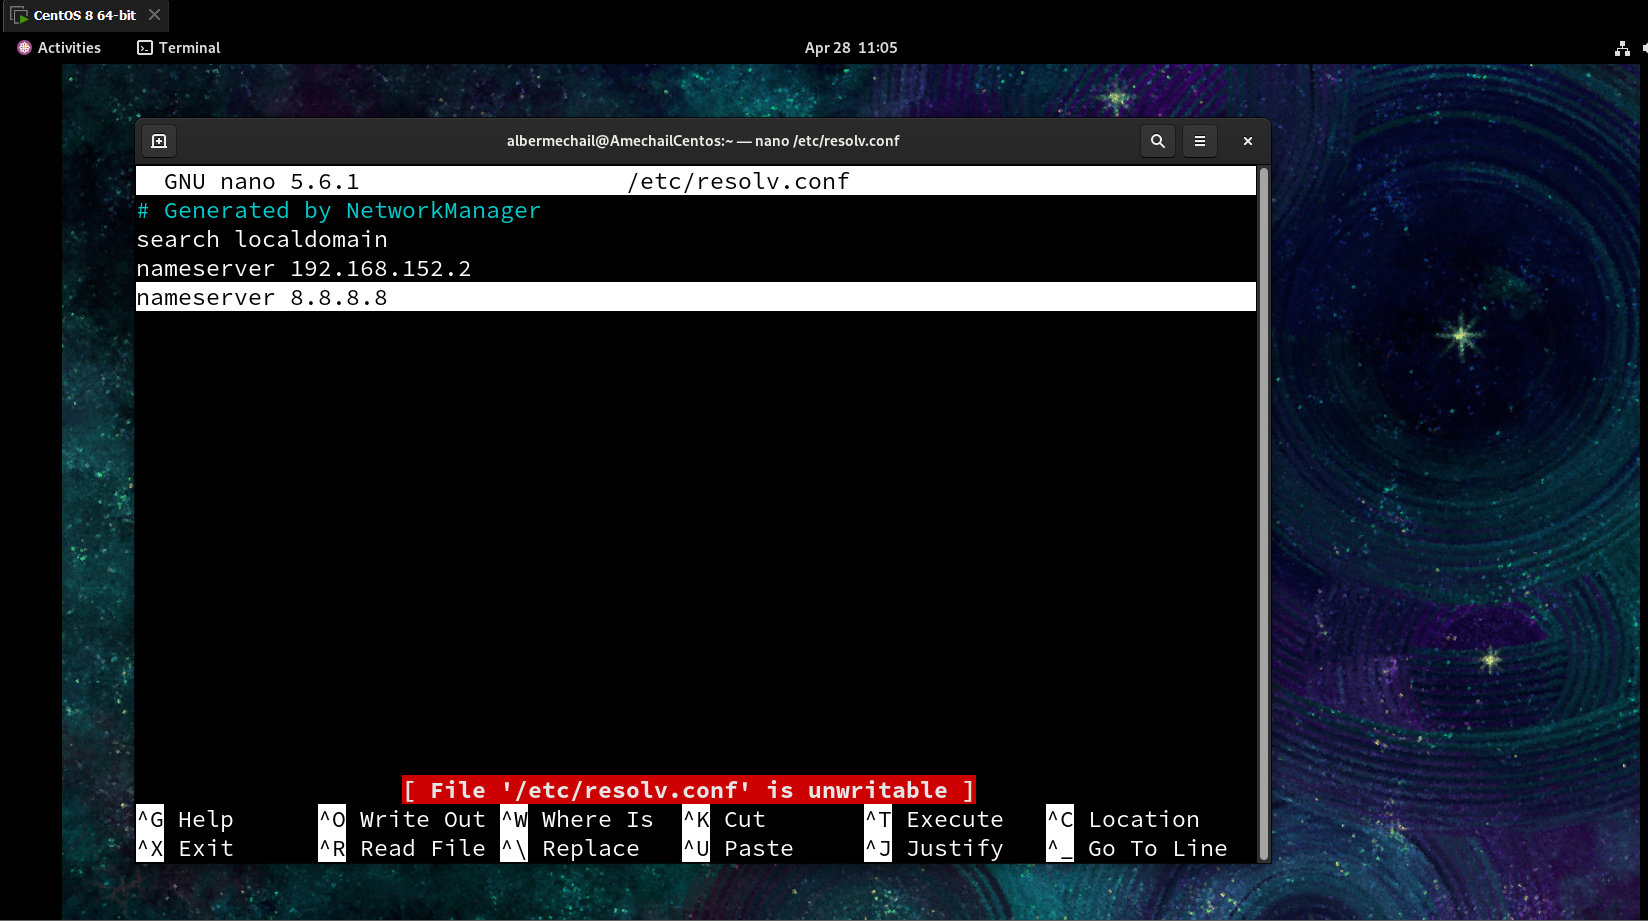 CentOS 8 64-bit
Activities Terminal Apr 28 11:05
albermechail@AmechailCentos:~ — nano /etc/resolv.conf
GNU nano 5.6.1 /etc/resolv.conf
# Generated by NetworkManager
search localdomain
nameserver 192.168.152.2
nameserver 8.8.8.8
[ File '/etc/resolv.conf' is unwritable ]
^G Help ^O Write Out ^W Where Is ^K Cut ^T Execute ^C Location
^X Exit ^R Read File ^\ Replace ^U Paste ^J Justify ^_ Go To Line